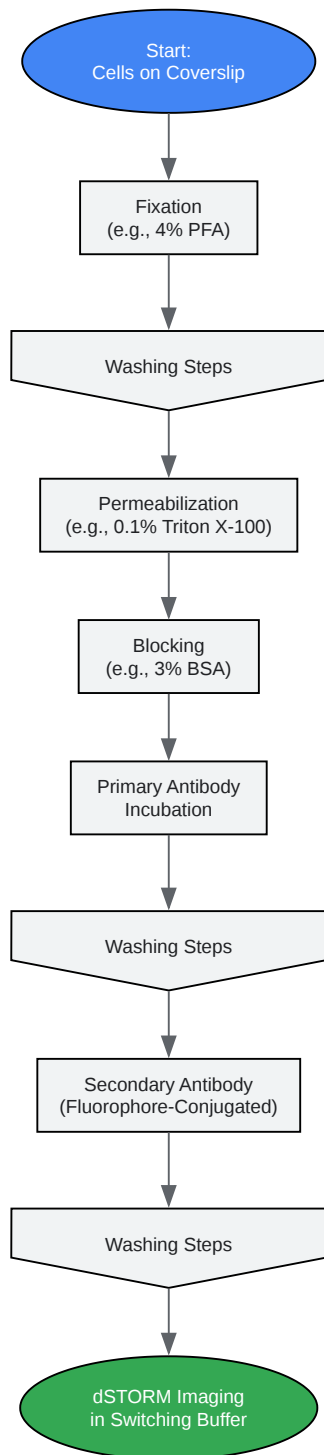 Start:
Cells on Coverslip
Fixation
(e.g., 4% PFA)
Washing Steps
Permeabilization
(e.g., 0.1% Triton X-100)
Blocking
(e.g., 3% BSA)
Primary Antibody
Incubation
Washing Steps
Secondary Antibody
(Fluorophore-Conjugated)
Washing Steps
dSTORM Imaging
in Switching Buffer